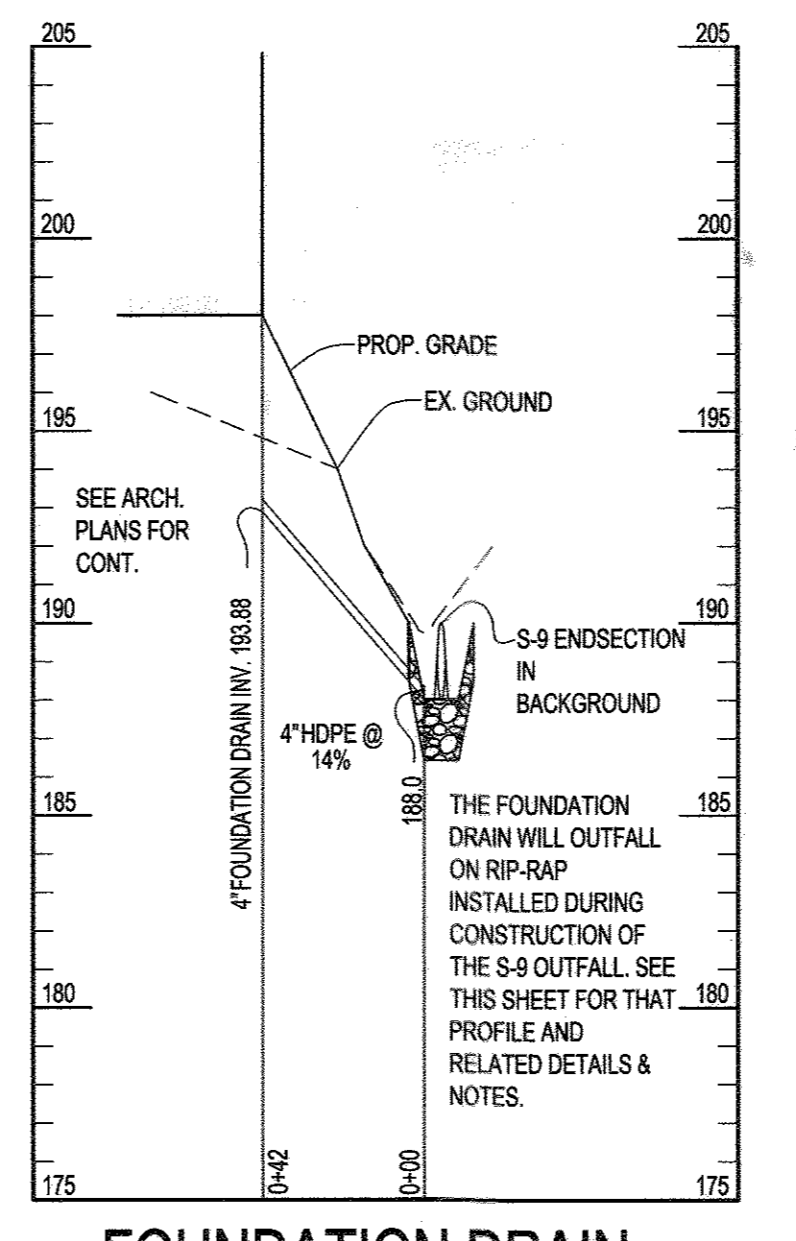 205
205
200
200
PROP. GRADE
EX. GROUND
195
195
SEE ARCH.
PLANS FOR
CONT.
190
190
S-9 ENDSECTION
IN
BACKGROUND
4"FOUNDATION DRAIN INV. 193.88
4"HDPE @
14%
188.0
185
185
THE FOUNDATION
DRAIN WILL OUTFALL
ON RIP-RAP
INSTALLED DURING
CONSTRUCTION OF
THE S-9 OUTFALL. SEE
THIS SHEET FOR THAT
PROFILE AND
RELATED DETAILS &
NOTES.
180
180
0+42
0+00
175
175
FOUNDATION DRAIN